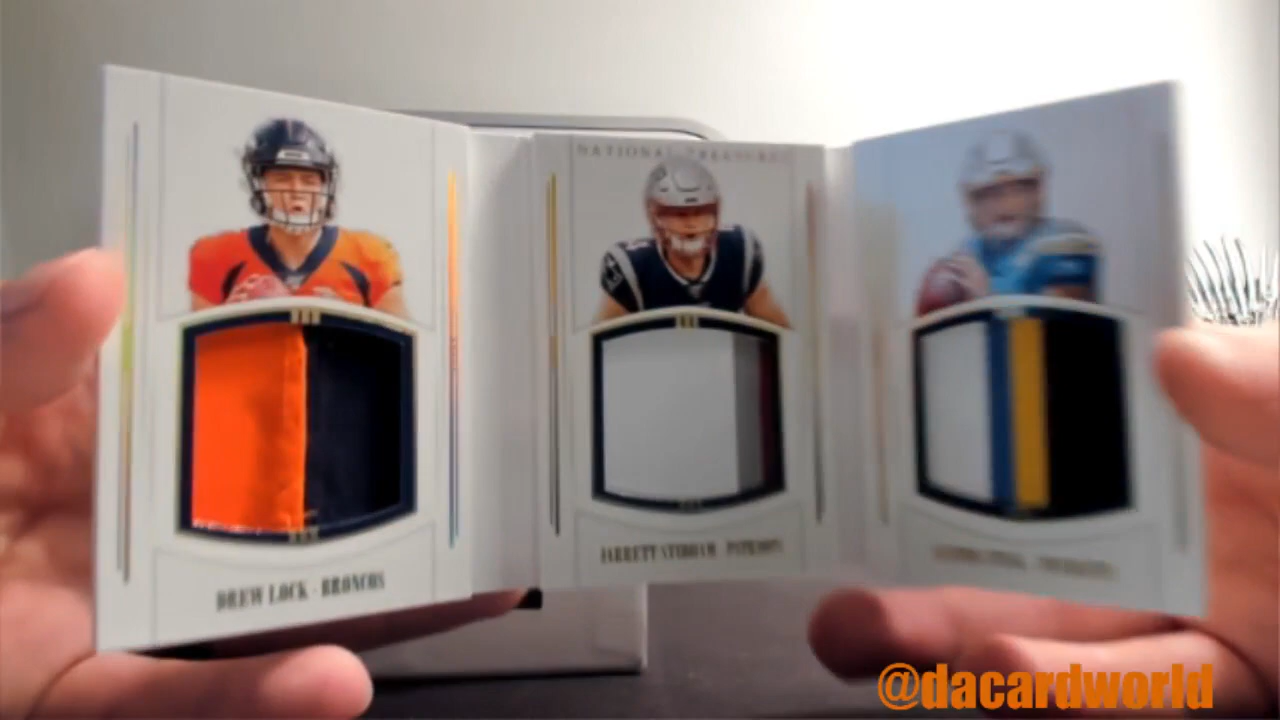 NATIONAL TREASURES
DREW LOCK - BRONCOS
JARRETT STIDHAM - PATRIOTS
@dacardworld